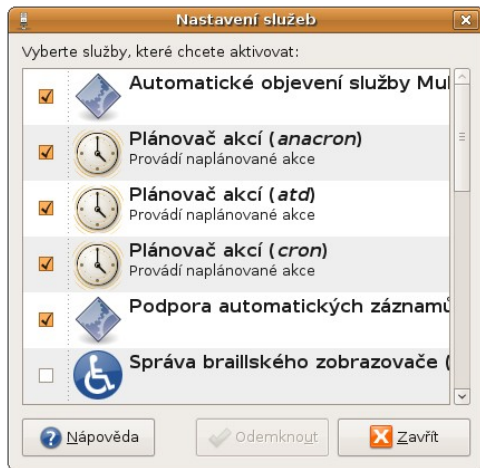 Nastavení služeb
Vyberte služby, které chcete aktivovat:
Automatické objevení služby Mul
Plánovač akcí (anacron)
Provádí naplánované akce
Plánovač akcí (atd)
Provádí naplánované akce
Plánovač akcí (cron)
Provádí naplánované akce
Podpora automatických záznamů
Správa braillského zobrazovače (
Nápověda
Odemknout
Zavřít